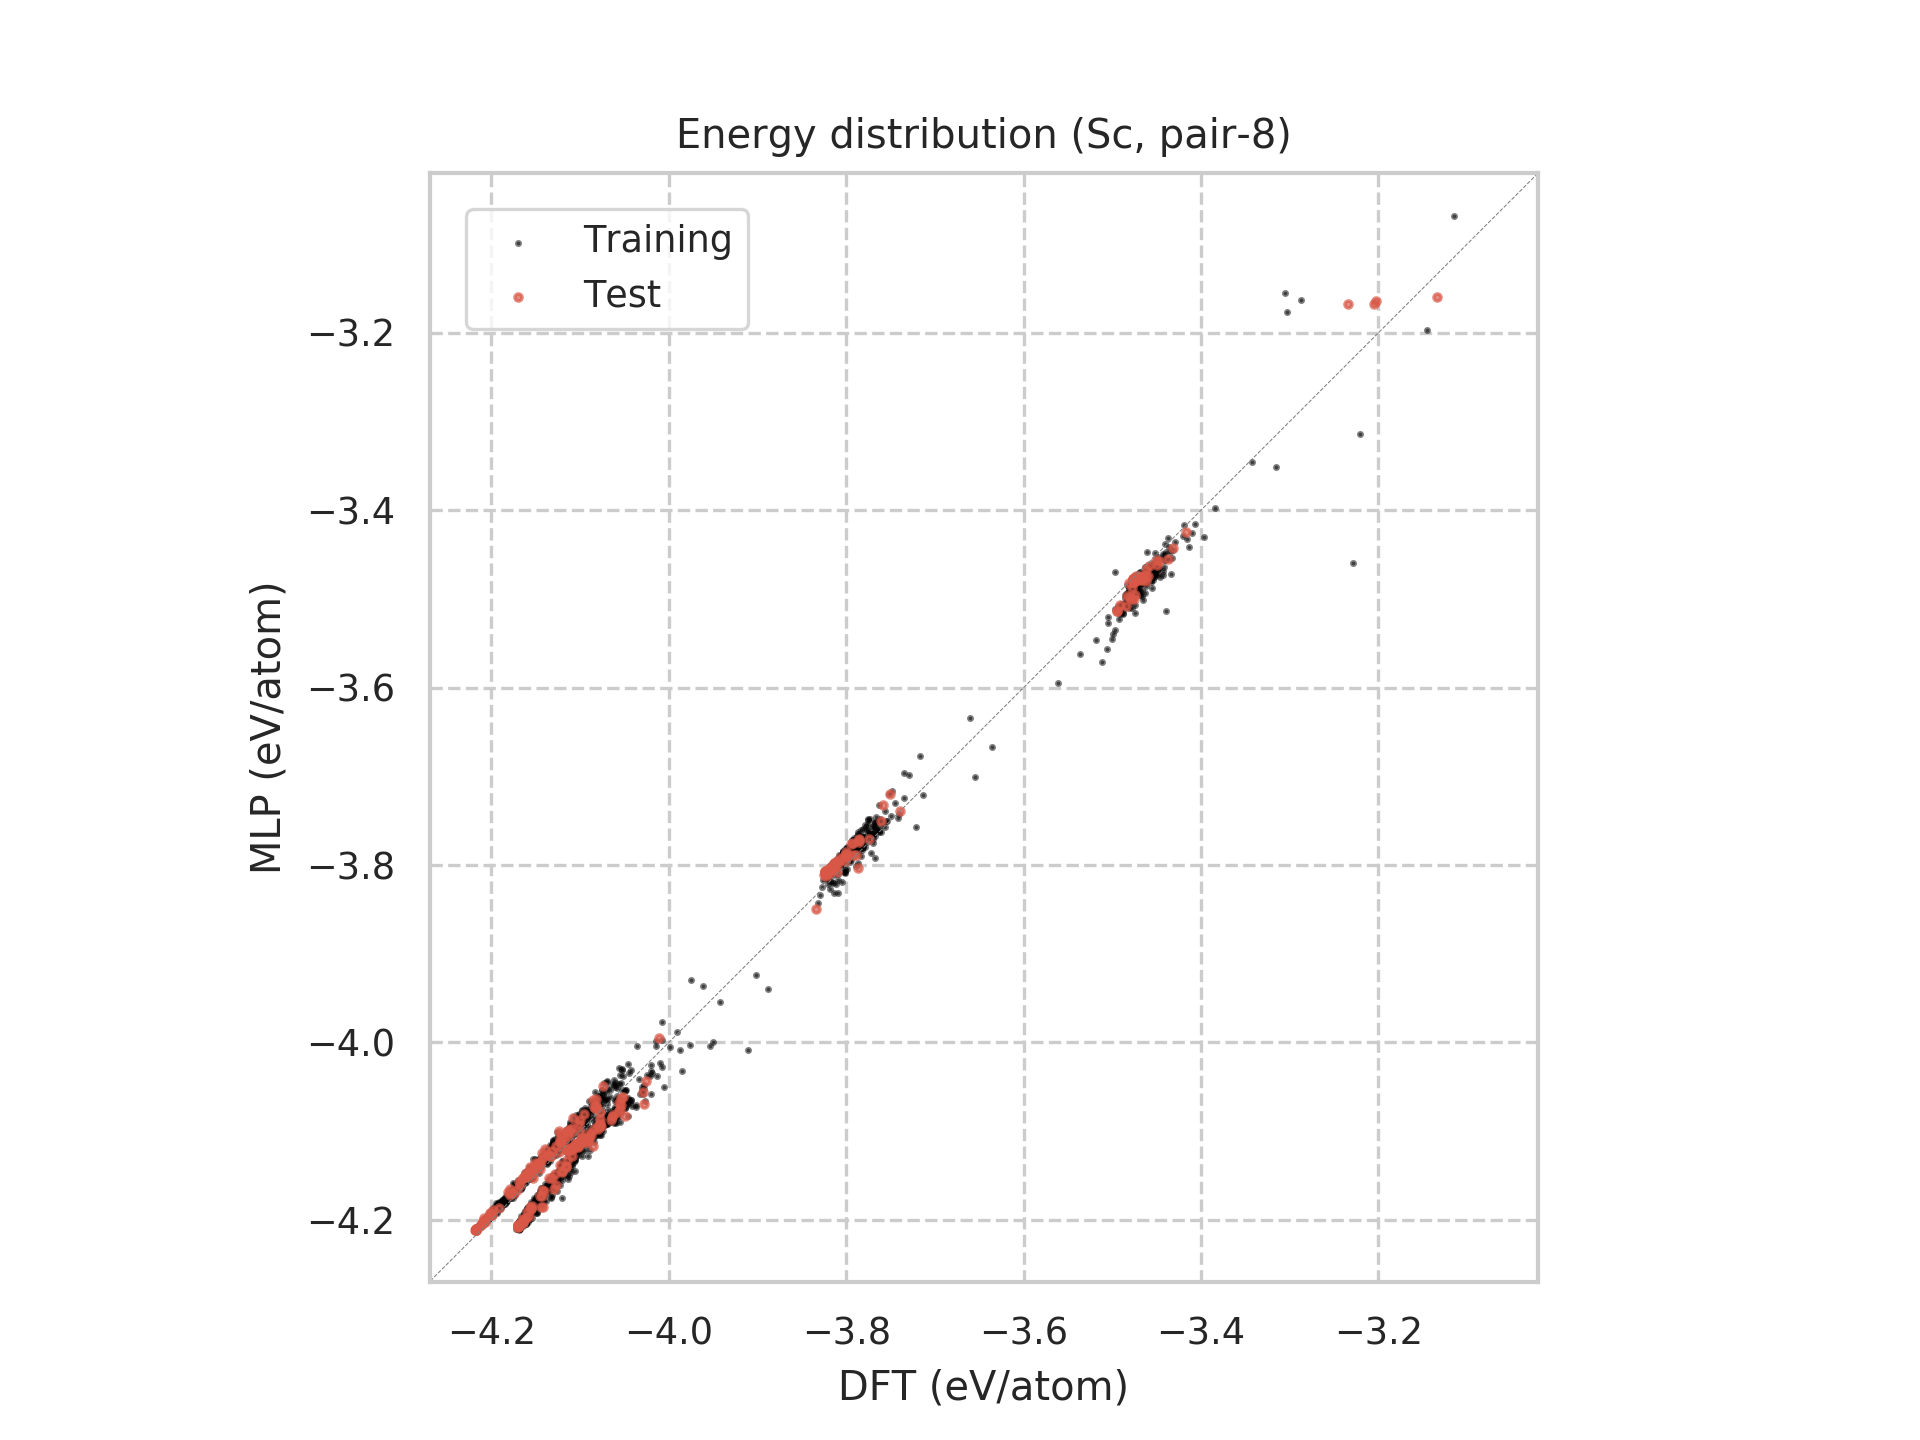 Energy distribution (Sc, pair-8)
Training
Test
−3.2
−3.4
−3.6
−3.8
−4.0
−4.2
MLP (eV/atom)
−4.2 −4.0 −3.8 −3.6 −3.4 −3.2
DFT (eV/atom)